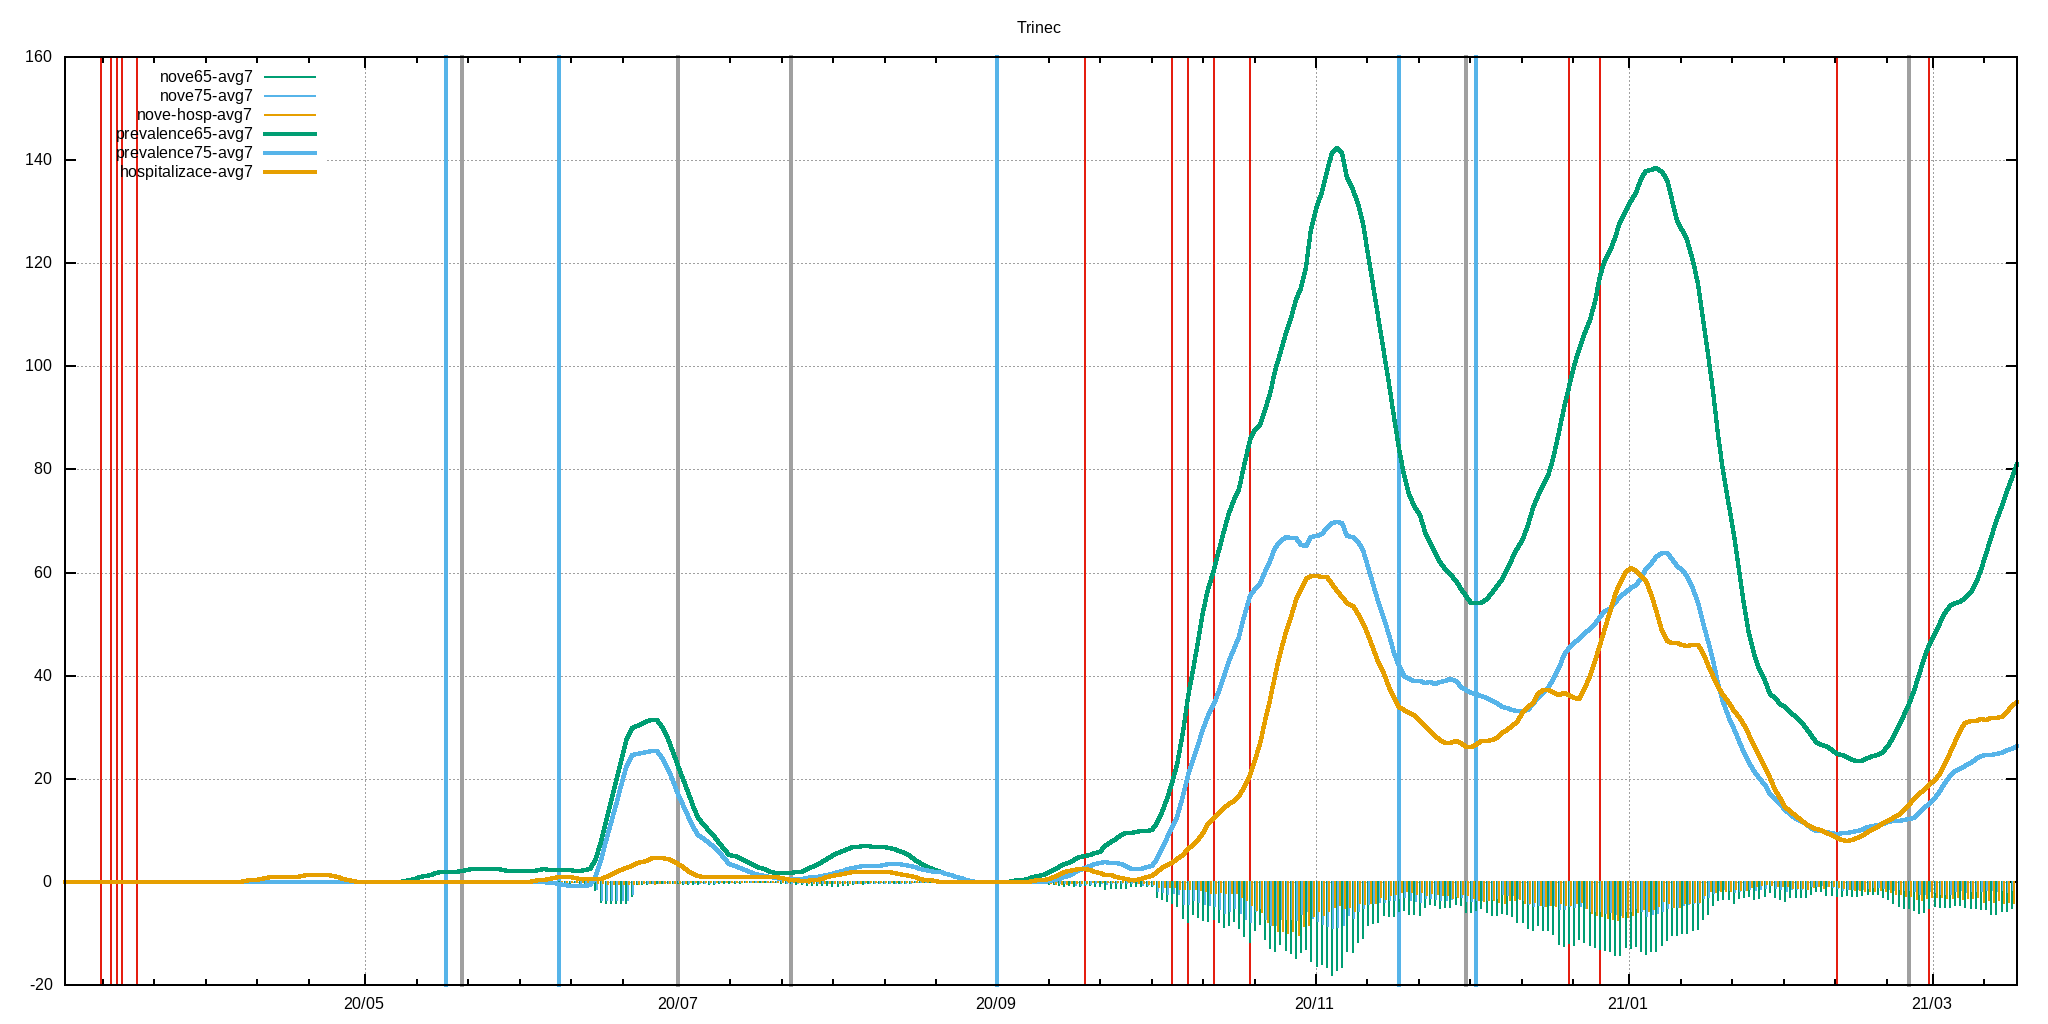 Trinec
160
140
120
100
80
60
40
20
0
-20
nove65-avg7
nove75-avg7
nove-hosp-avg7
prevalence65-avg7
prevalence75-avg7
hospitalizace-avg7
20/05 20/07 20/09 20/11 21/01 21/03